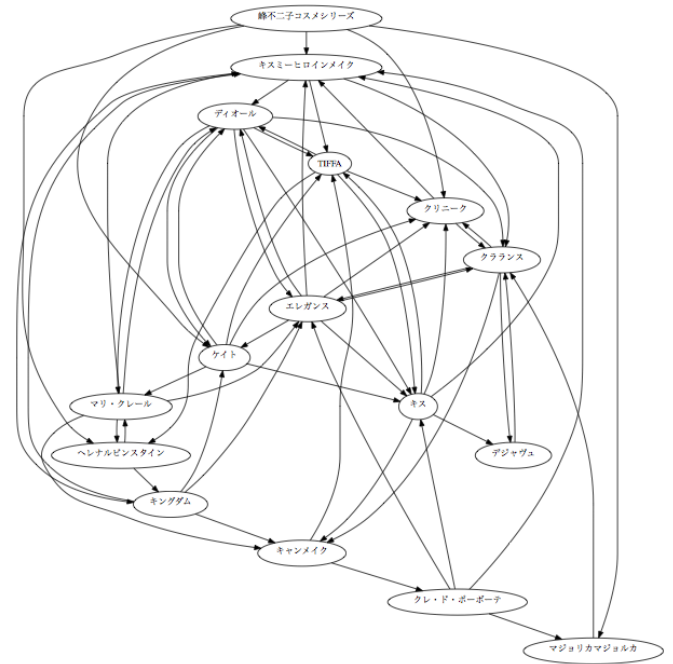 峰不二子コスメシリーズ
キスミーヒロインメイク
ディオール
TIFFA
クリニーク
クラランス
エレガンス
ケイト
マリ・クレール
キス
ヘレナルビンスタイン
デジャヴュ
キングダム
キャンメイク
クレ・ド・ポーボーテ
マジョリカマジョルカ